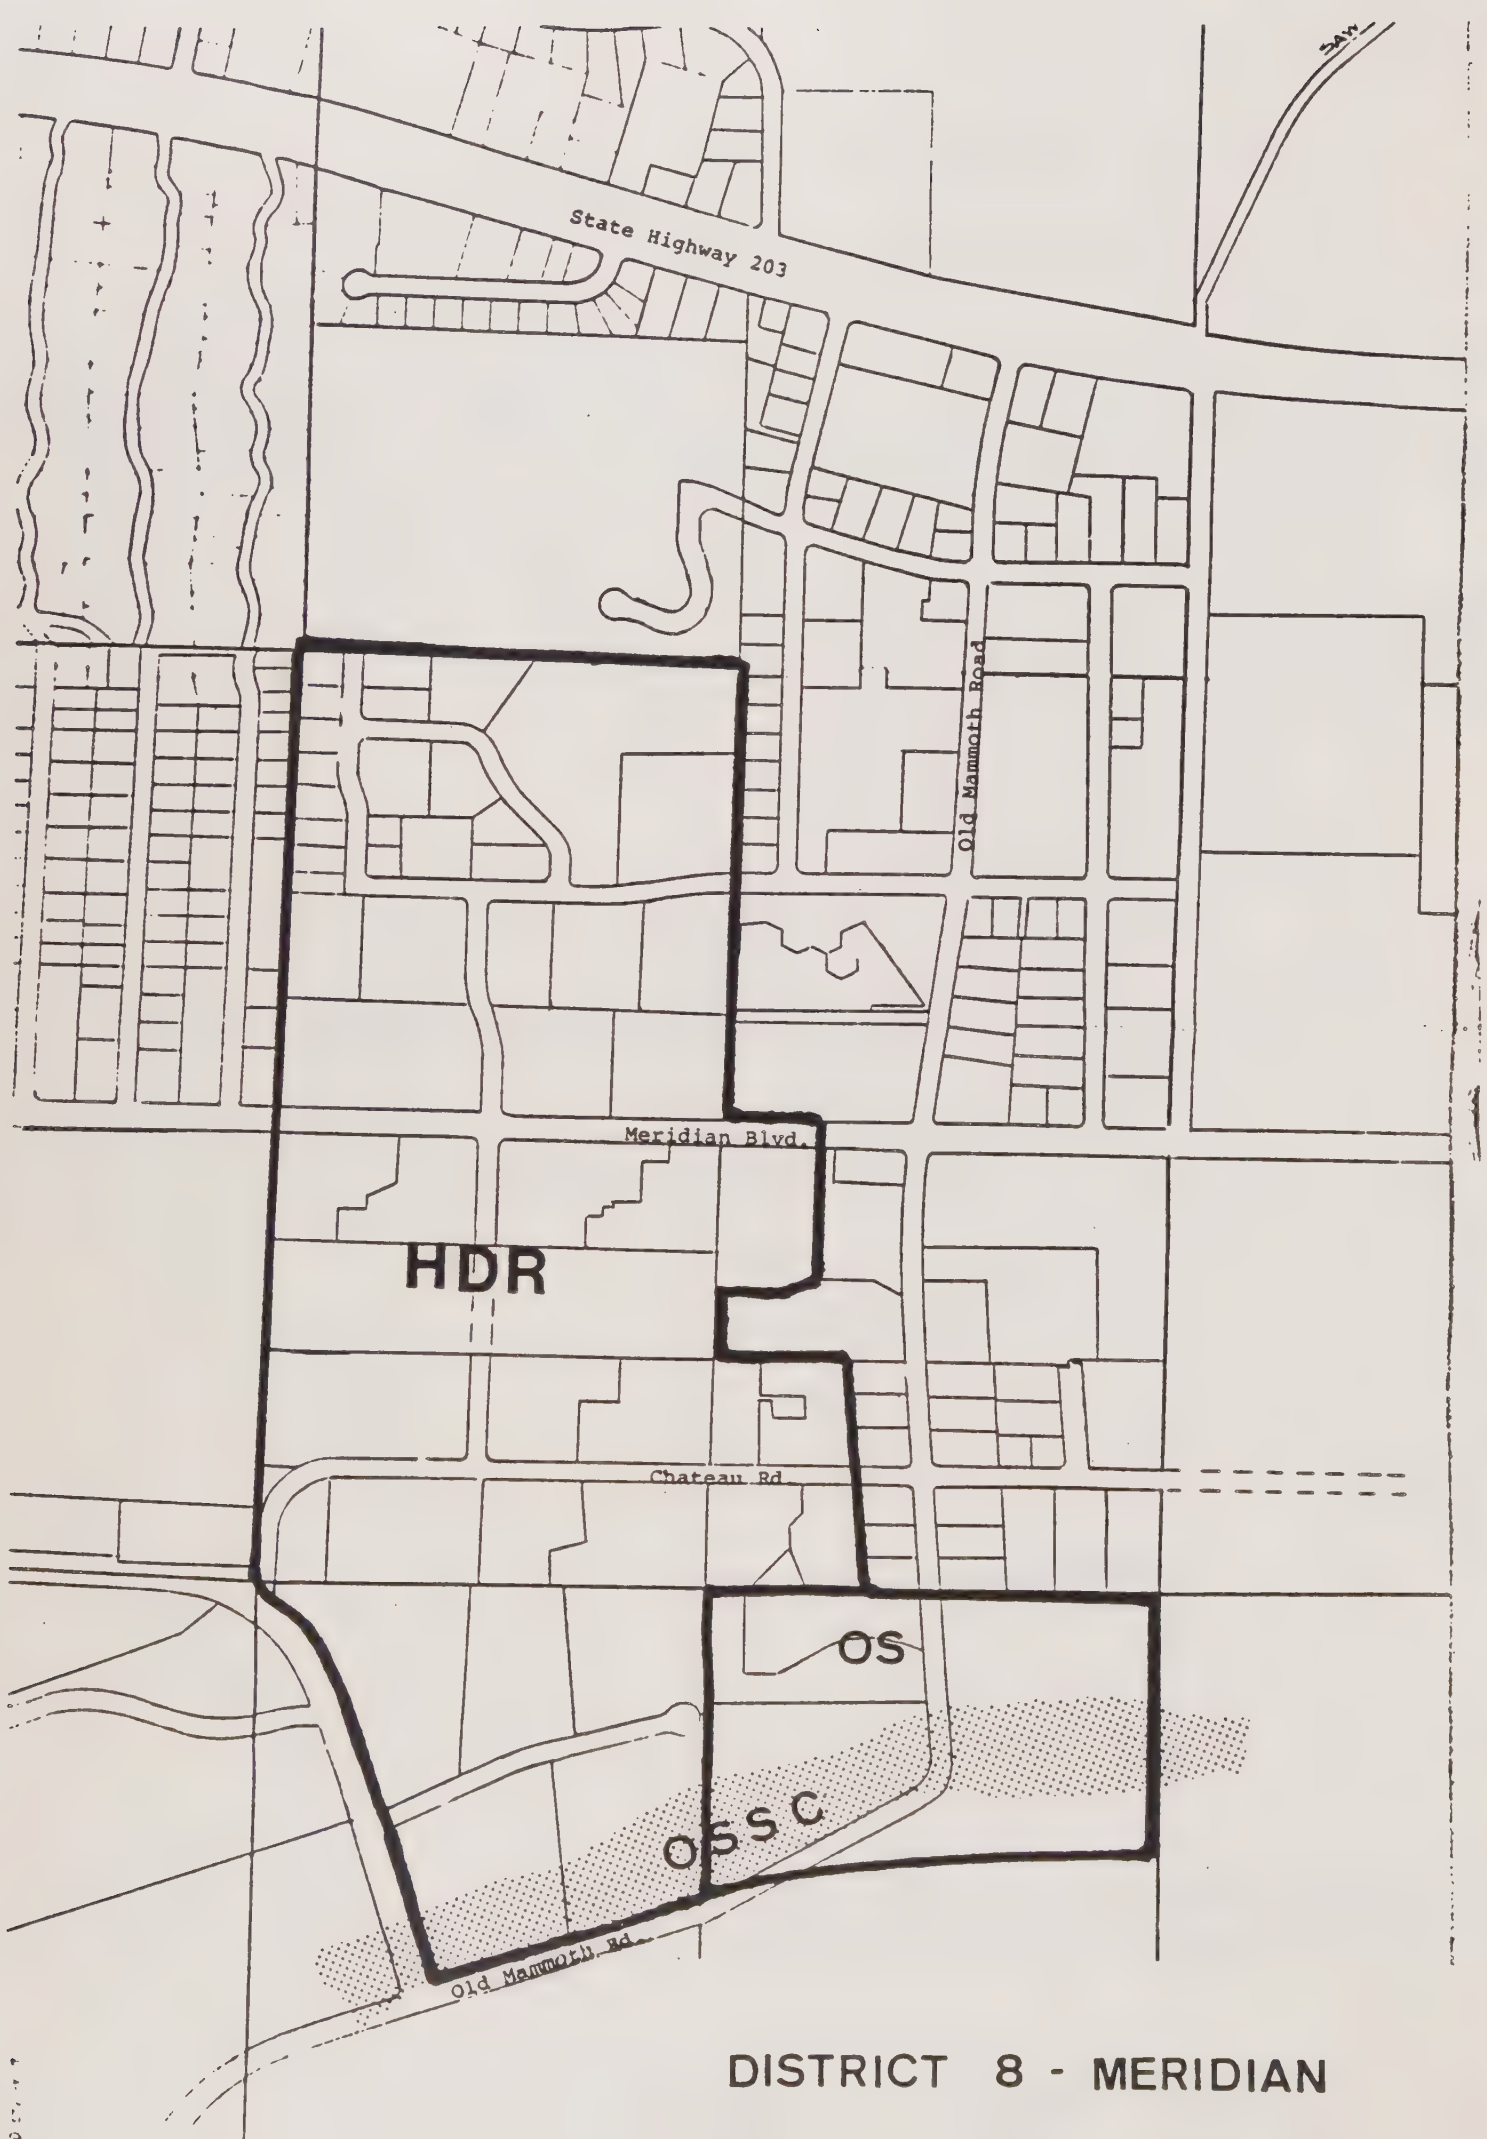 SAW
State Highway 203
Old Mammoth Road
Meridian Blvd.
HDR
Chateau Rd.
OS
OSSC
Old Mammoth Rd.
DISTRICT 8 - MERIDIAN